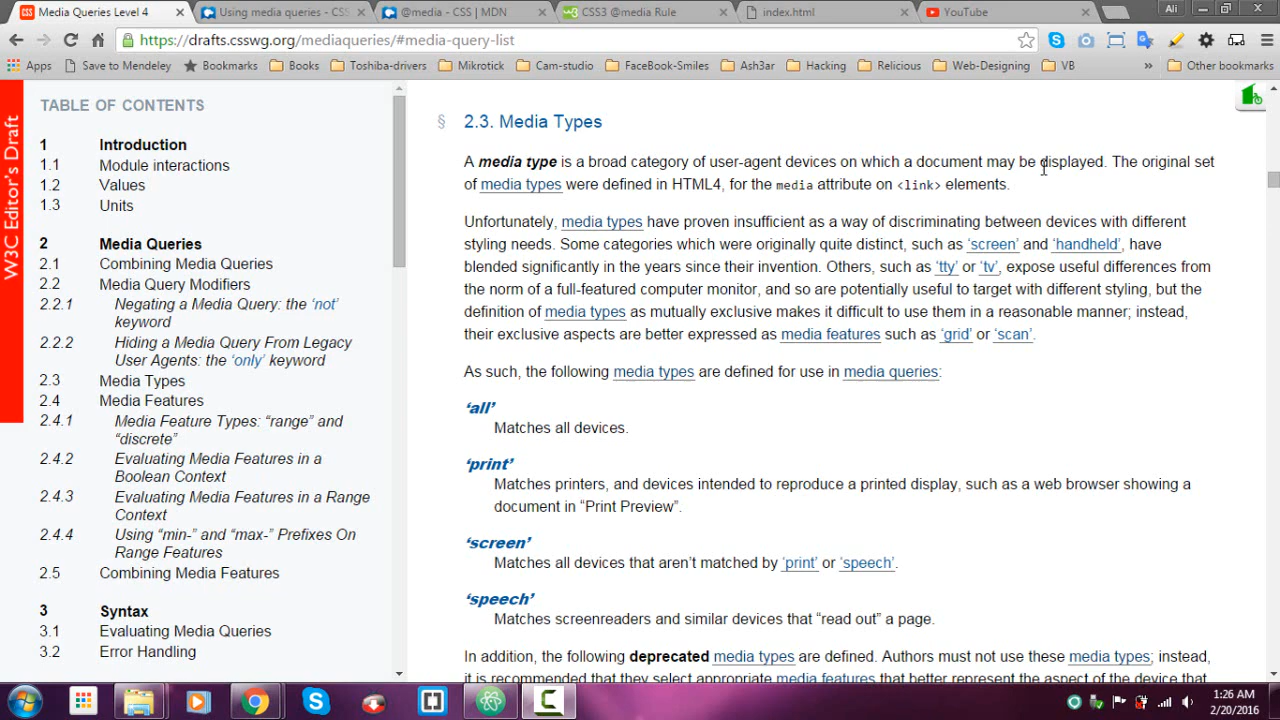 Media Queries Level 4
Using media queries - CSS
@media - CSS | MDN
CSS3 @media Rule
index.html
YouTube
Ali
https://drafts.csswg.org/mediaqueries/#media-query-list
Apps
Save to Mendeley
Bookmarks
Books
Toshiba-drivers
Mikrotick
Cam-studio
FaceBook-Smiles
Ash3ar
Hacking
Relicious
Web-Designing
VB
»
Other bookmarks
W3C Editor's Draft
TABLE OF CONTENTS
1 Introduction
1.1 Module interactions
1.2 Values
1.3 Units
2 Media Queries
2.1 Combining Media Queries
2.2 Media Query Modifiers
2.2.1 Negating a Media Query: the ‘not’
keyword
2.2.2 Hiding a Media Query From Legacy
User Agents: the ‘only’ keyword
2.3 Media Types
2.4 Media Features
2.4.1 Media Feature Types: “range” and
“discrete”
2.4.2 Evaluating Media Features in a
Boolean Context
2.4.3 Evaluating Media Features in a Range
Context
2.4.4 Using “min-” and “max-” Prefixes On
Range Features
2.5 Combining Media Features
3 Syntax
3.1 Evaluating Media Queries
3.2 Error Handling
§ 2.3. Media Types
A media type is a broad category of user-agent devices on which a document may be displayed. The original set
of media types were defined in HTML4, for the media attribute on <link> elements.
Unfortunately, media types have proven insufficient as a way of discriminating between devices with different
styling needs. Some categories which were originally quite distinct, such as ‘screen’ and ‘handheld’, have
blended significantly in the years since their invention. Others, such as ‘tty’ or ‘tv’, expose useful differences from
the norm of a full-featured computer monitor, and so are potentially useful to target with different styling, but the
definition of media types as mutually exclusive makes it difficult to use them in a reasonable manner; instead,
their exclusive aspects are better expressed as media features such as ‘grid’ or ‘scan’.
As such, the following media types are defined for use in media queries:
‘all’
Matches all devices.
‘print’
Matches printers, and devices intended to reproduce a printed display, such as a web browser showing a
document in “Print Preview”.
‘screen’
Matches all devices that aren’t matched by ‘print’ or ‘speech’.
‘speech’
Matches screenreaders and similar devices that “read out” a page.
In addition, the following deprecated media types are defined. Authors must not use these media types; instead,
it is recommended that they select appropriate media features that better represent the aspect of the device that
1:26 AM
2/20/2016